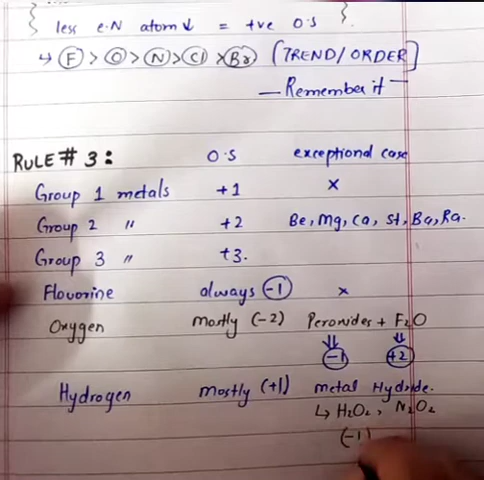 less e.N atom ↓ = +ve O.S
↳ F > O > N > Cl > Br [TREND/ORDER]
— Remember it —
RULE # 3 : O.S exceptional case
Group 1 metals +1 ×
Group 2 " +2 Be, Mg, Ca, St, Ba, Ra.
Group 3 " +3.
Flourine always (-1) ×
Oxygen mostly (-2) Peroxides + F2O
⇓ ⇓
-1 +2
Hydrogen mostly (+1) metal Hydride.
↳ H2O2, N2O2
(-1)